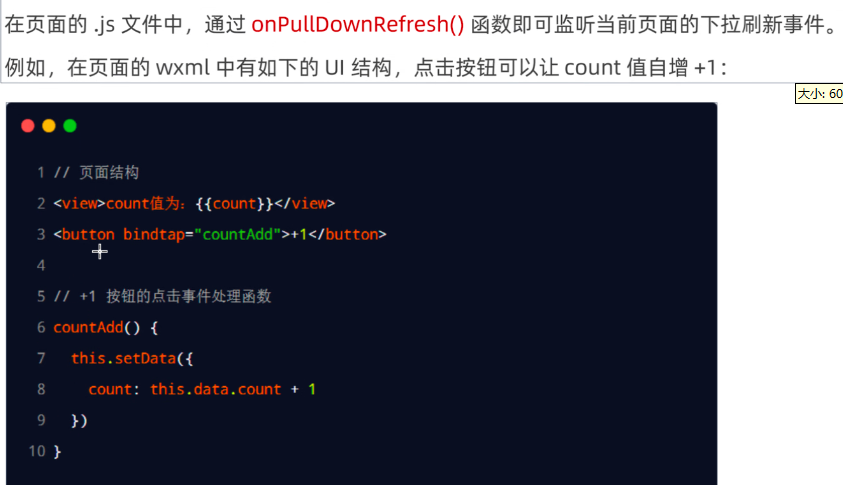 在页面的 .js 文件中，通过 onPullDownRefresh() 函数即可监听当前页面的下拉刷新事件。
例如，在页面的 wxml 中有如下的 UI 结构，点击按钮可以让 count 值自增 +1：
大小: 60
1 // 页面结构
2 <view>count值为：{{count}}</view>
3 <button bindtap="countAdd">+1</button>
4
5 // +1 按钮的点击事件处理函数
6 countAdd() {
7 this.setData({
8 count: this.data.count + 1
9 })
10 }